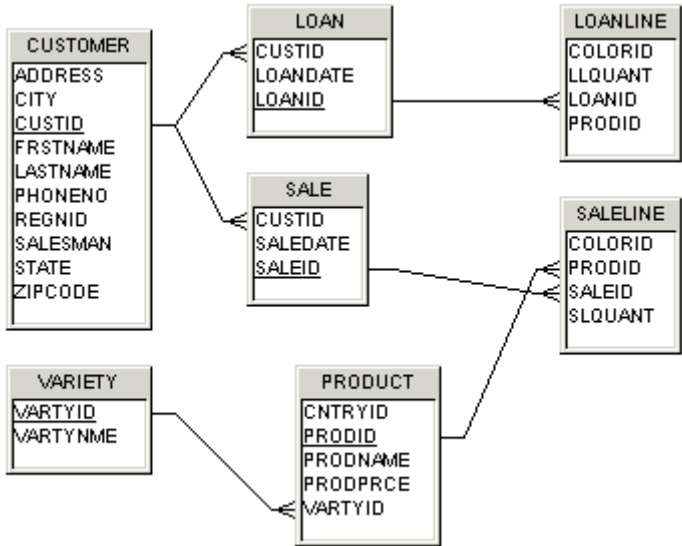 CUSTOMER
ADDRESS
CITY
CUSTID
FRSTNAME
LASTNAME
PHONENO
REGNID
SALESMAN
STATE
ZIPCODE
LOAN
CUSTID
LOANDATE
LOANID
LOANLINE
COLORID
LLQUANT
LOANID
PRODID
SALE
CUSTID
SALEDATE
SALEID
SALELINE
COLORID
PRODID
SALEID
SLQUANT
VARIETY
VARTYID
VARTYNME
PRODUCT
CNTRYID
PRODID
PRODNAME
PRODPRCE
VARTYID